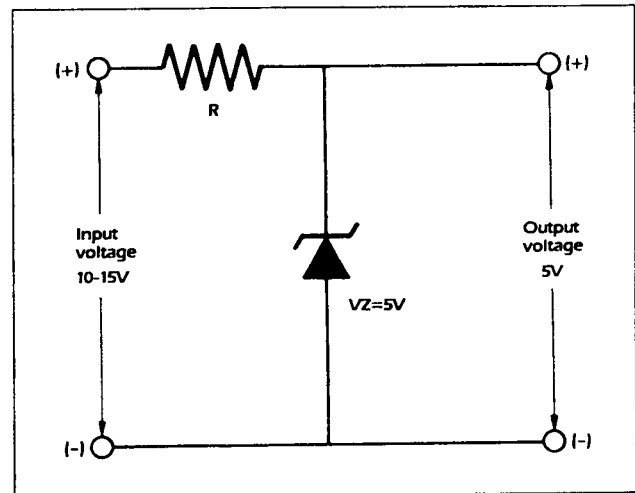 (+)
R
(+)
Input
voltage
10-15V
Output
voltage
5V
VZ=5V
(-)
(-)